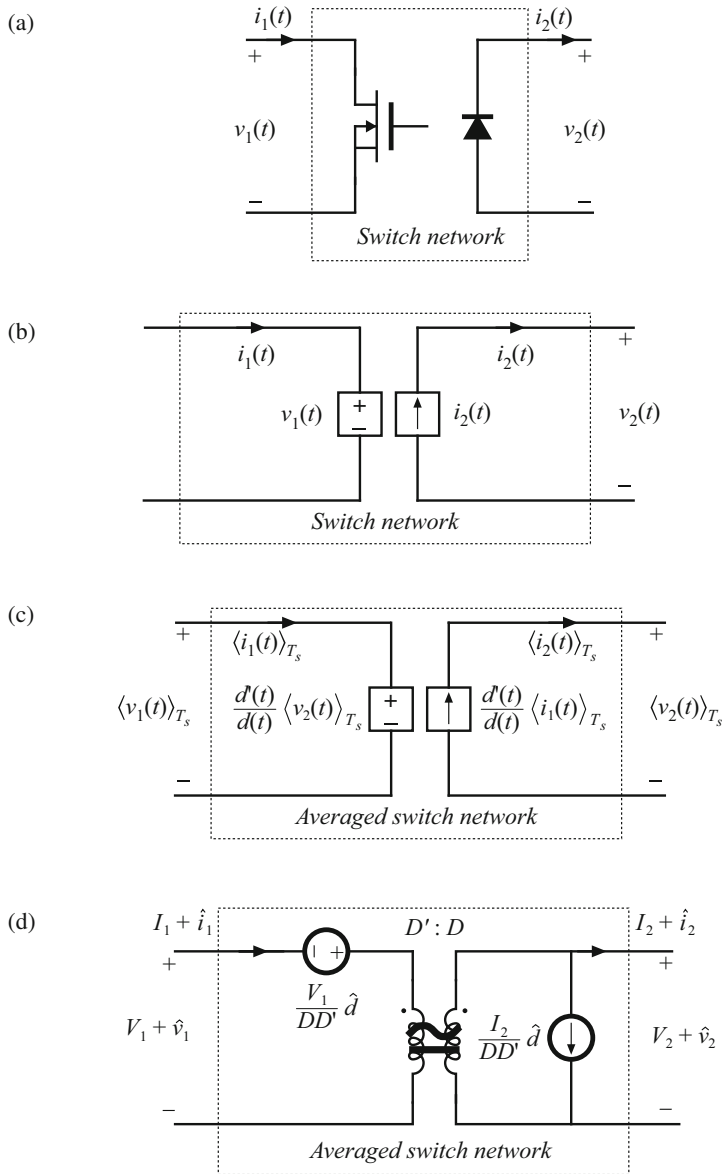 (a)
i₁(t) i₂(t)
+ +
v₁(t) v₂(t)
– –
Switch network
(b)
i₁(t) i₂(t) +
v₁(t) + – i₂(t) v₂(t)
–
Switch network
(c)
+ ⟨i₁(t)⟩Tₛ ⟨i₂(t)⟩Tₛ +
⟨v₁(t)⟩Tₛ d'(t)/d(t) ⟨v₂(t)⟩Tₛ + – d'(t)/d(t) ⟨i₁(t)⟩Tₛ ⟨v₂(t)⟩Tₛ
– –
Averaged switch network
(d)
I₁ + î₁ D' : D I₂ + î₂
+ – + +
V₁ + v̂₁ V₁/DD' d̂ I₂/DD' d̂ V₂ + v̂₂
– –
Averaged switch network